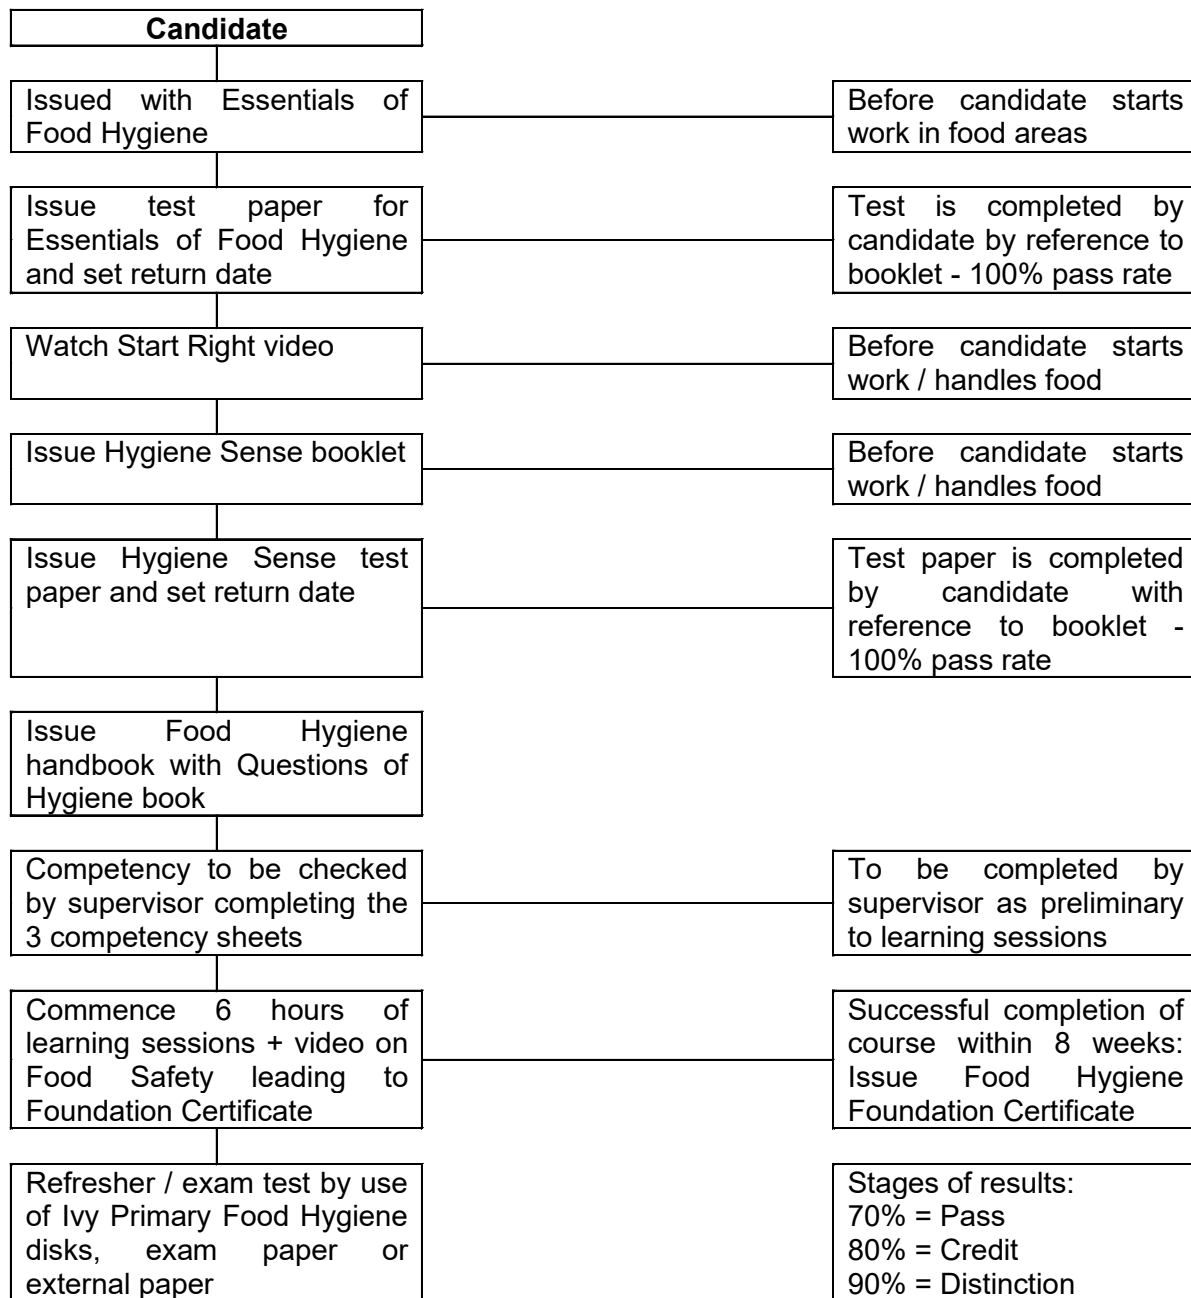 Candidate
Issued with Essentials of
Food Hygiene
Before candidate starts
work in food areas
Issue test paper for
Essentials of Food Hygiene
and set return date
Test is completed by
candidate by reference to
booklet - 100% pass rate
Watch Start Right video
Before candidate starts
work / handles food
Issue Hygiene Sense booklet
Before candidate starts
work / handles food
Issue Hygiene Sense test
paper and set return date
Test paper is completed
by candidate with
reference to booklet -
100% pass rate
Issue Food Hygiene
handbook with Questions of
Hygiene book
Competency to be checked
by supervisor completing the
3 competency sheets
To be completed by
supervisor as preliminary
to learning sessions
Commence 6 hours of
learning sessions + video on
Food Safety leading to
Foundation Certificate
Successful completion of
course within 8 weeks:
Issue Food Hygiene
Foundation Certificate
Refresher / exam test by use
of Ivy Primary Food Hygiene
disks, exam paper or
external paper
Stages of results:
70% = Pass
80% = Credit
90% = Distinction